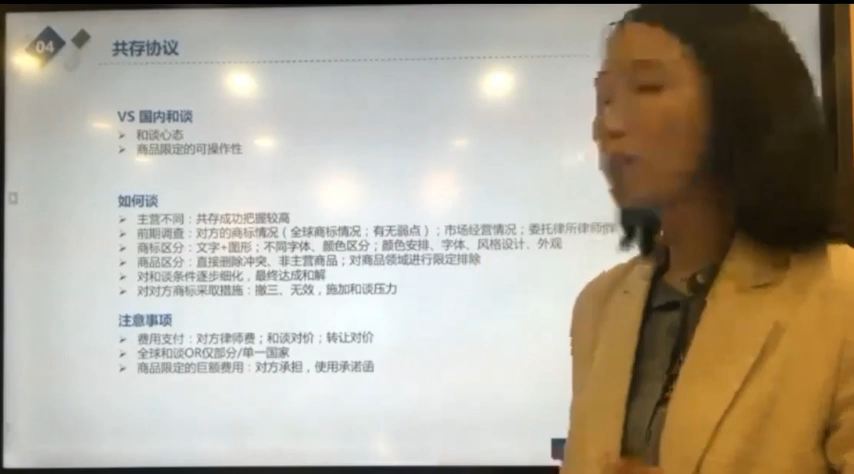 04
共存协议
VS 国内和谈
➢ 和谈心态
➢ 商品限定的可操作性
如何谈
➢ 主营不同：共存成功把握较高
➢ 前期调查：对方的商标情况（全球商标情况；有无弱点）；市场经营情况；委托律所律师
➢ 商标区分：文字+图形；不同字体、颜色区分；颜色安排、字体、风格设计、外观
➢ 商品区分：直接删除冲突、非主营商品；对商品领域进行限定排除
➢ 对和谈条件逐步细化，最终达成和解
➢ 对对方商标采取措施：撤三、无效，施加和谈压力
注意事项
➢ 费用支付：对方律师费；和谈对价；转让对价
➢ 全球和谈OR仅部分/单一国家
➢ 商品限定的巨额费用：对方承担，使用承诺函